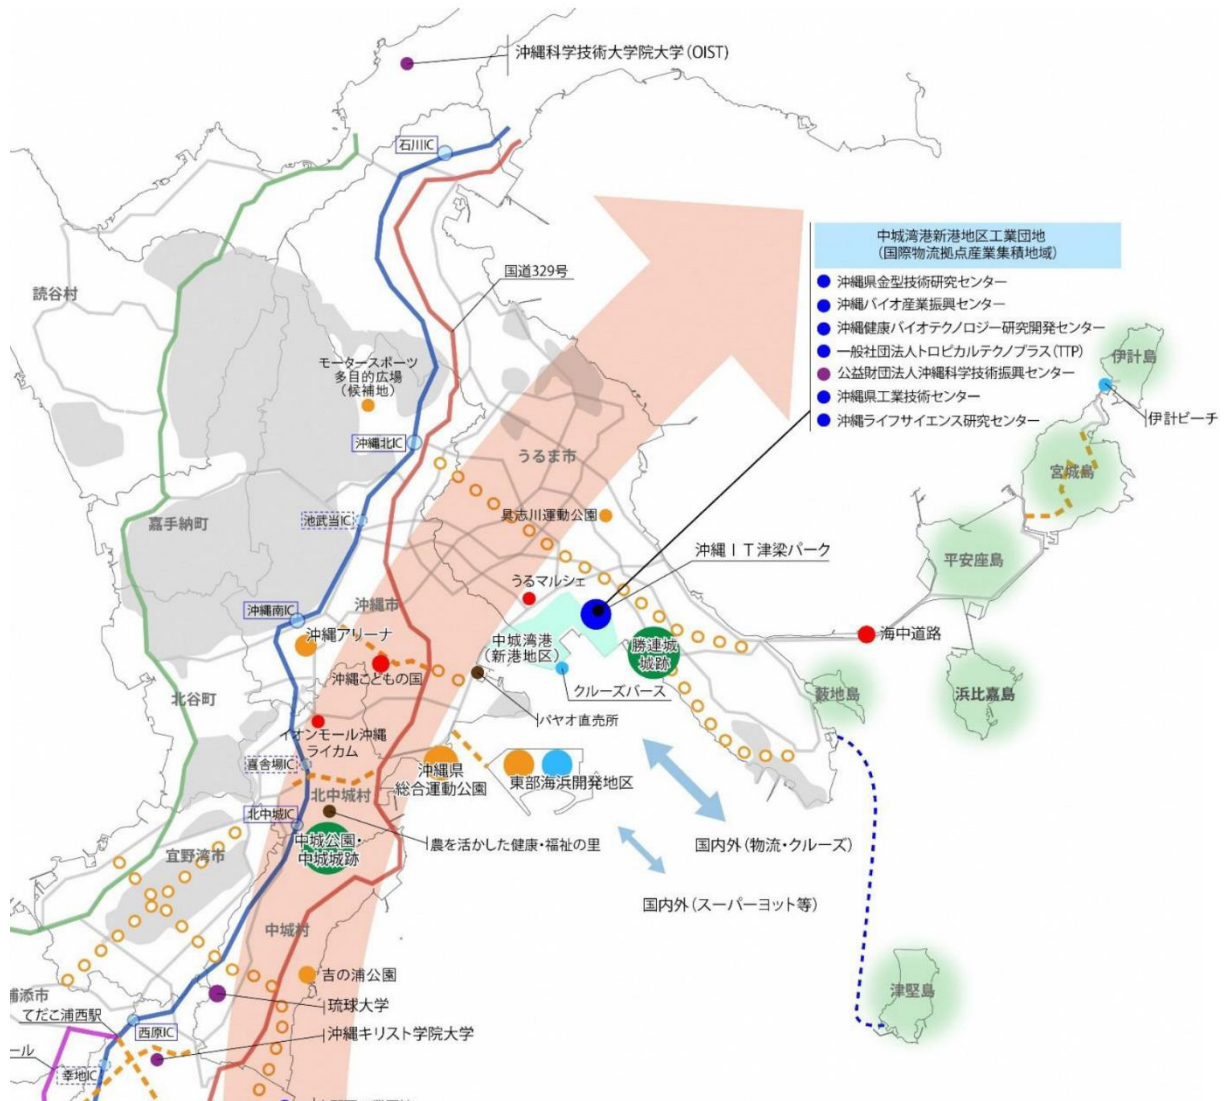 沖縄科学技術大学院大学(OIST)
石川IC
中城湾港新港地区工業団地
(国際物流拠点産業集積地域)
国道329号
沖縄県金型技術研究センター
読谷村
沖縄バイオ産業振興センター
沖縄健康バイオテクノロジー研究開発センター
一般社団法人トロピカルテクノプラス(TTP)
伊計島
モータースポーツ
多目的広場
(候補地)
公益財団法人沖縄科学技術振興センター
沖縄県工業技術センター
沖縄ライフサイエンス研究センター
伊計ビーチ
沖縄北IC
うるま市
宮城島
嘉手納町
池武当IC
具志川運動公園
沖縄IT津梁パーク
平安座島
うるマルシェ
沖縄南IC
沖縄市
沖縄アリーナ
中城湾港
(新港地区)
勝連城
城跡
海中道路
沖縄こどもの国
クルーズバース
藪地島
浜比嘉島
北谷町
パヤオ直売所
イオンモール沖縄
ライカム
喜舎場IC
沖縄県
総合運動公園
東部海浜開発地区
北中城村
北中城IC
中城公園・
中城城跡
農を活かした健康・福祉の里
国内外(物流・クルーズ)
宜野湾市
国内外(スーパーヨット等)
中城村
吉の浦公園
津堅島
浦添市
琉球大学
てだこ浦西駅
西原IC
沖縄キリスト学院大学
ール
幸地IC